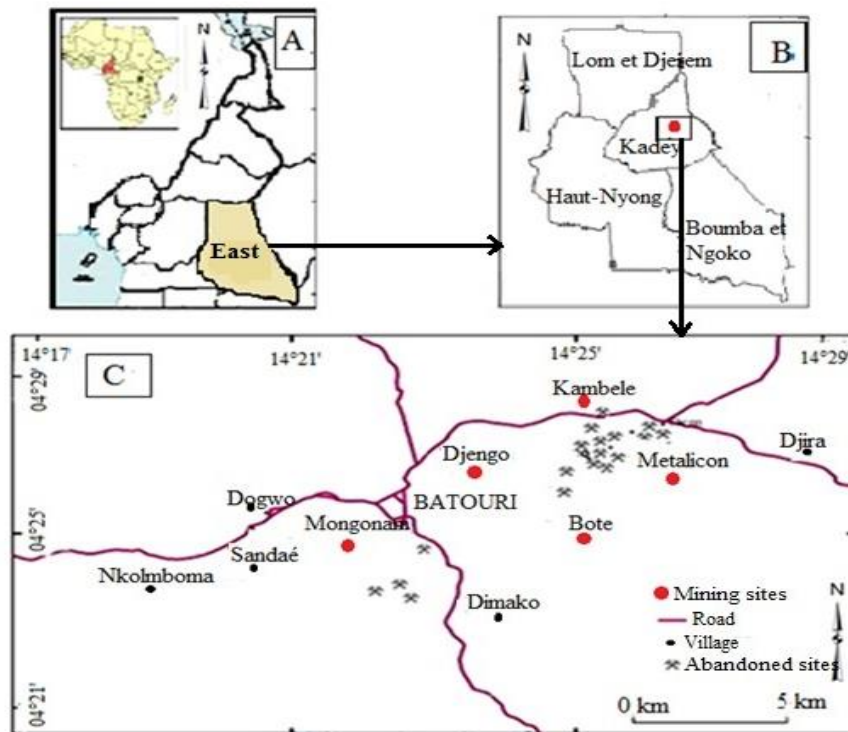 N
A
East
N
B
Lom et Djerem
Kadey
Haut-Nyong
Boumba et
Ngoko
14°17'
14°21'
14°25'
14°29'
C
04°29'
Kambele
Djira
Djengo
Metalicon
Dogwo
BATOURI
04°25'
Mongonam
Bote
Sandaé
Nkolmboma
Dimako
N
Mining sites
Road
Village
Abandoned sites
04°21'
0 km
5 km